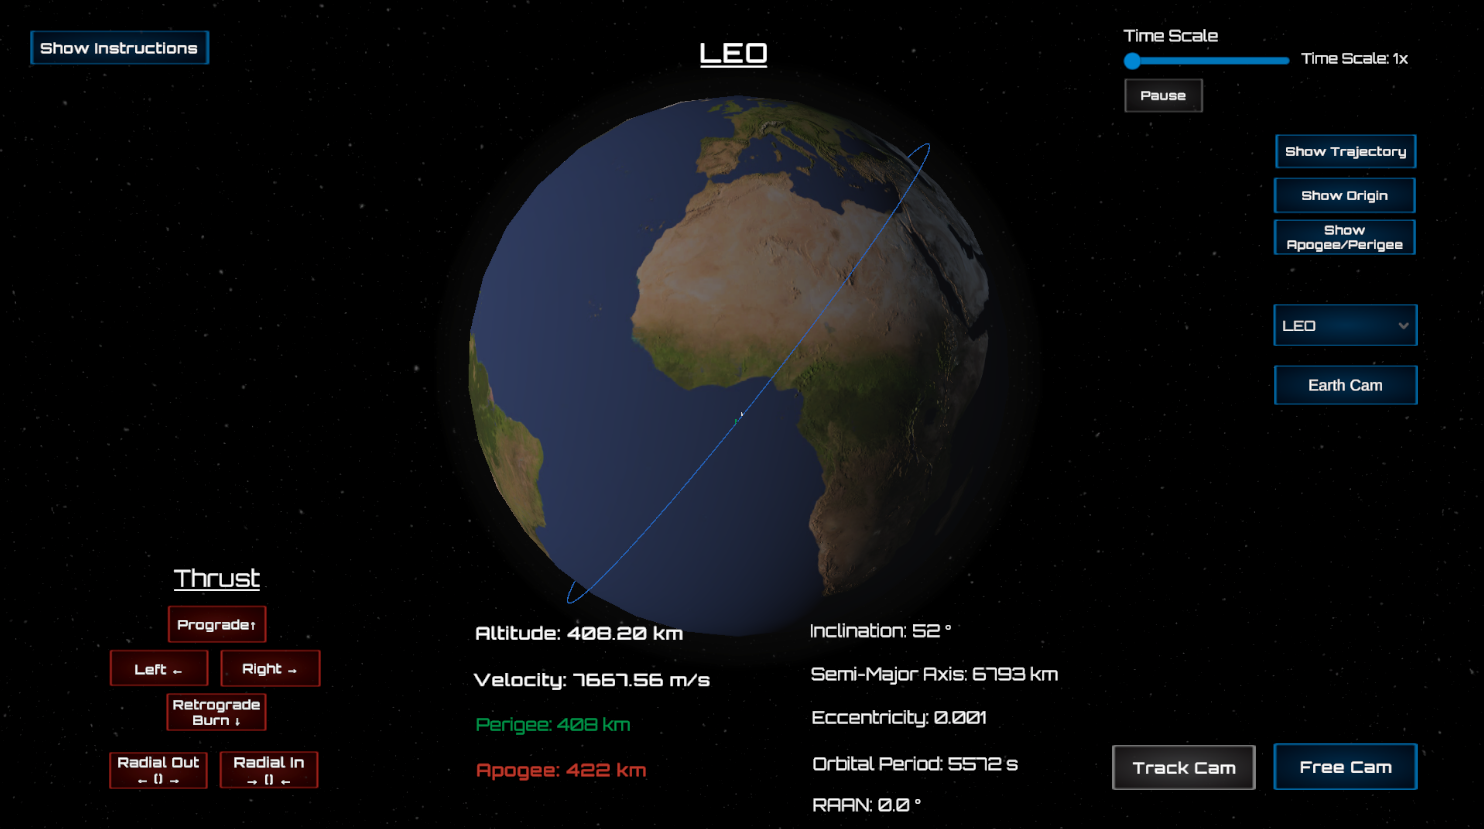 Show Instructions
LEO
Time Scale
Time Scale: 1x
Pause
Show Trajectory
Show Origin
Show
Apogee/Perigee
LEO
Earth Cam
Thrust
Prograde↑
Left ←
Right →
Retrograde
Burn ↓
Radial Out
← () →
Radial In
→ () ←
Altitude: 408.20 km
Velocity: 7667.56 m/s
Perigee: 408 km
Apogee: 422 km
Inclination: 52 °
Semi-Major Axis: 6793 km
Eccentricity: 0.001
Orbital Period: 5572 s
RAAN: 0.0 °
Track Cam
Free Cam